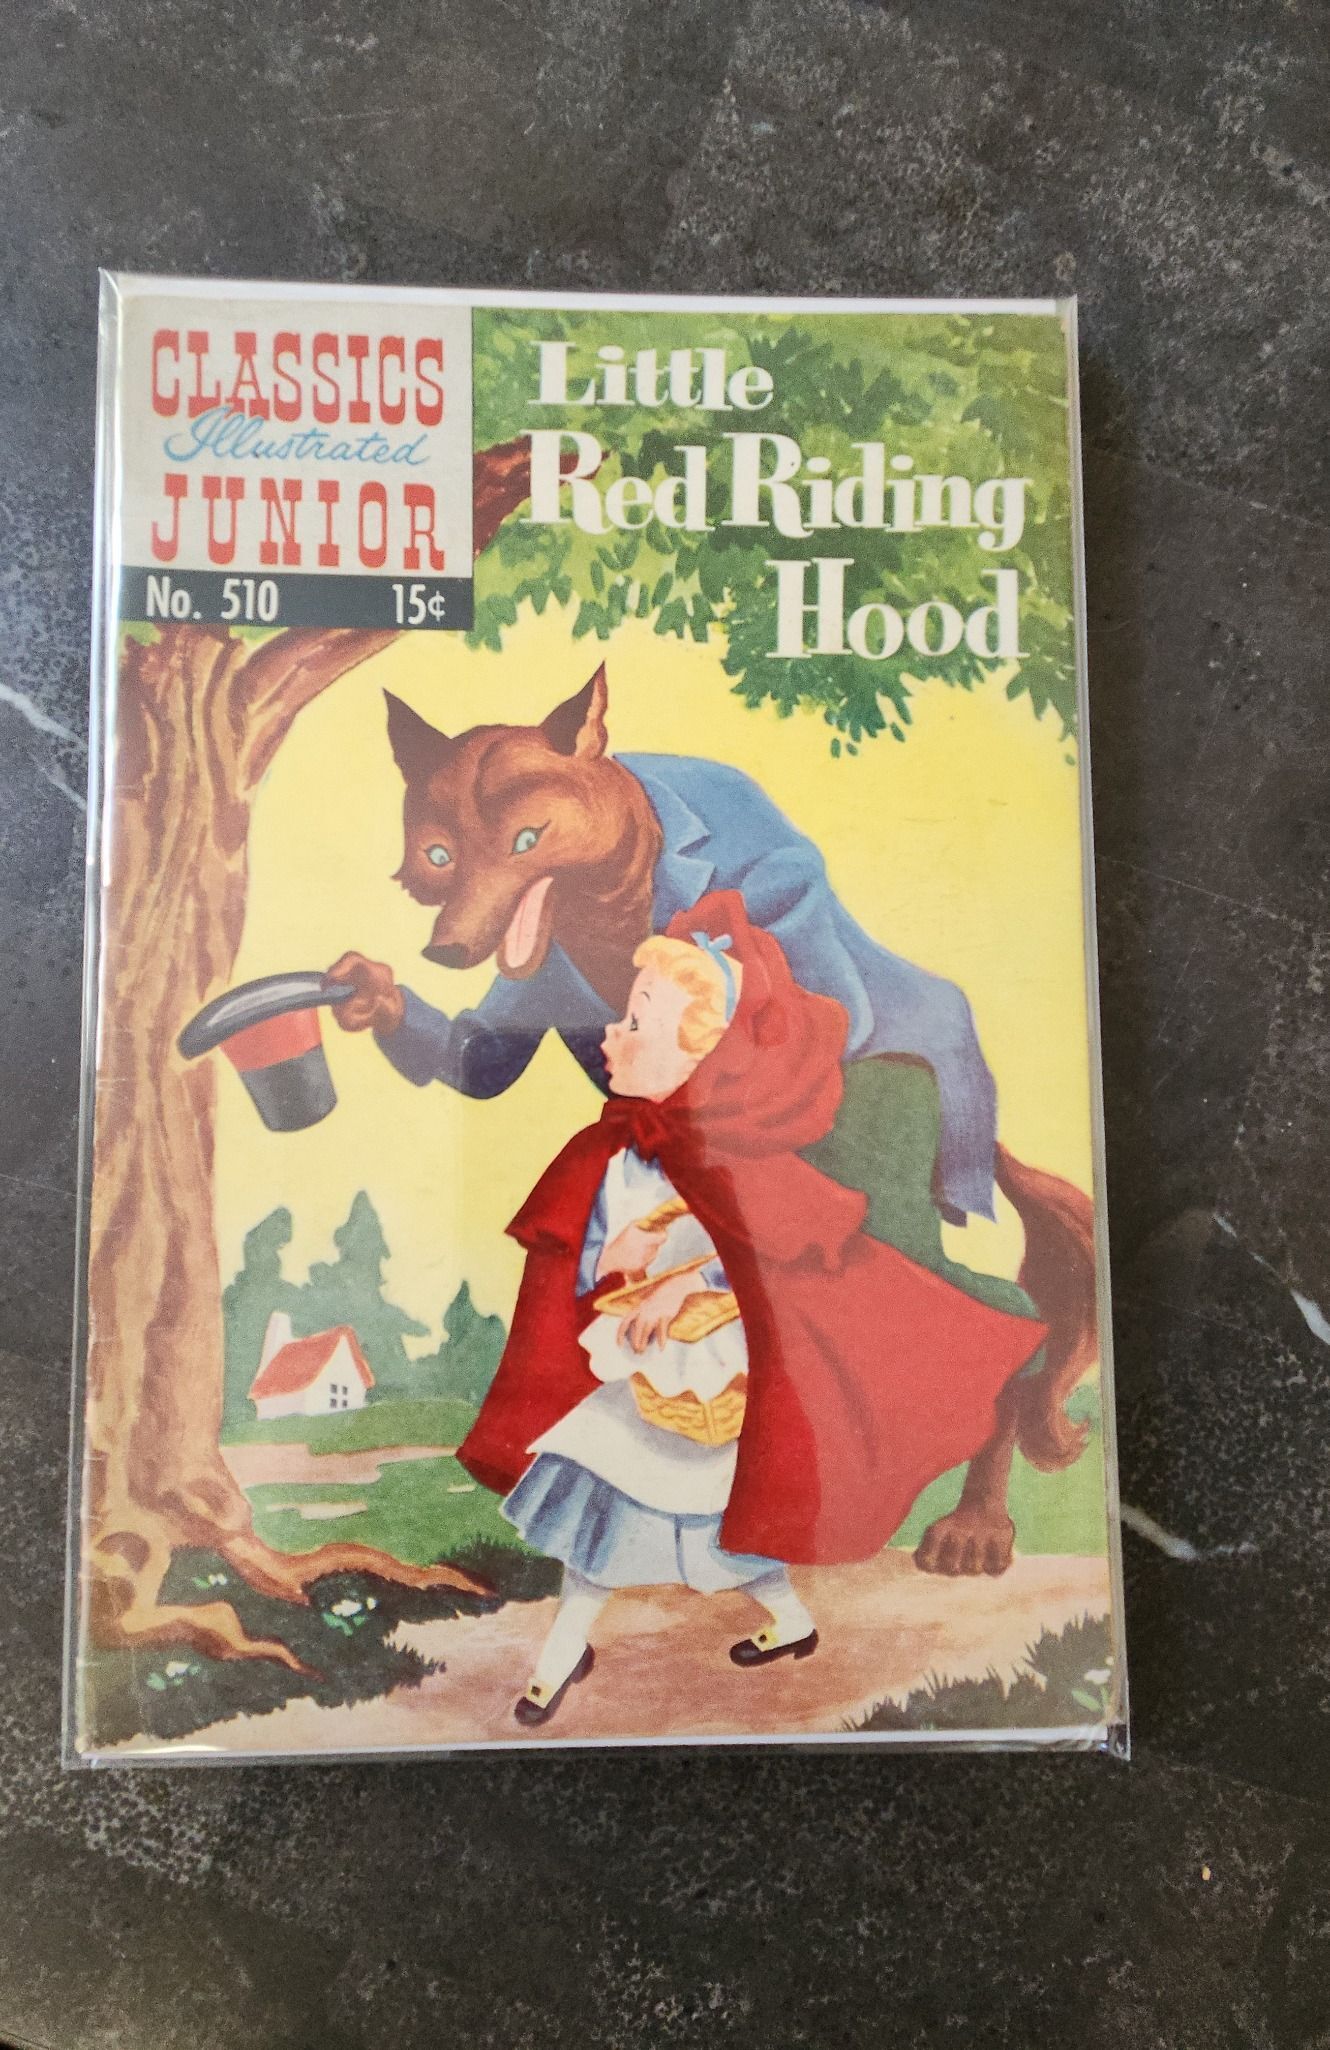 CLASSICS
Illustrated
JUNIOR
No. 510 15¢
Little
Red Riding
Hood